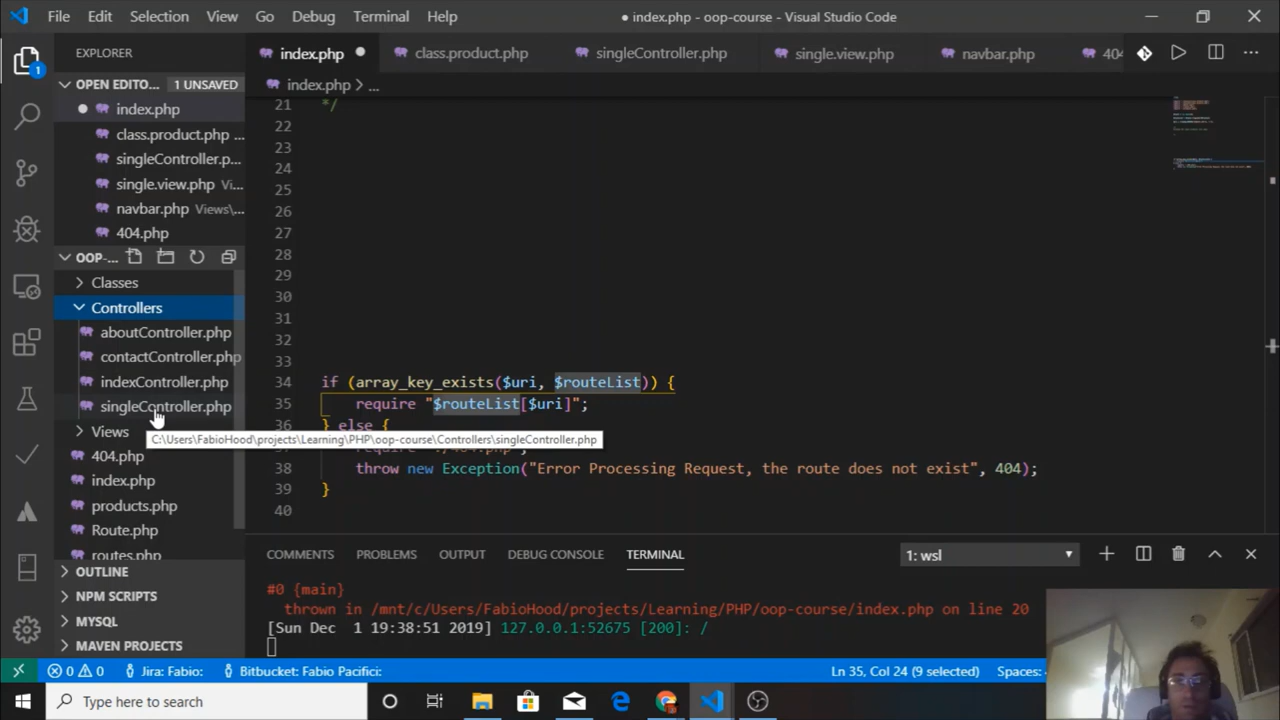 File Edit Selection View Go Debug Terminal Help
● index.php - oop-course - Visual Studio Code
EXPLORER
index.php
class.product.php
singleController.php
single.view.php
navbar.php
404
OPEN EDITO... 1 UNSAVED
index.php
class.product.php ...
singleController.p...
single.view.php Vi...
navbar.php Views\...
404.php
OOP-...
Classes
Controllers
aboutController.php
contactController.php
indexController.php
singleController.php
C:\Users\FabioHood\projects\Learning\PHP\oop-course\Controllers\singleController.php
Views
404.php
index.php
products.php
Route.php
routes.php
OUTLINE
NPM SCRIPTS
MYSQL
MAVEN PROJECTS
index.php > ...
21 */
22
23
24
25
26
27
28
29
30
31
32
33
34 if (array_key_exists($uri, $routeList)) {
35 require "$routeList[$uri]";
36 } else {
38 throw new Exception("Error Processing Request, the route does not exist", 404);
39 }
40
COMMENTS PROBLEMS OUTPUT DEBUG CONSOLE TERMINAL 1: wsl
#0 {main}
thrown in /mnt/c/Users/FabioHood/projects/Learning/PHP/oop-course/index.php on line 20
[Sun Dec 1 19:38:51 2019] 127.0.0.1:52675 [200]: /
0 0 Jira: Fabio: Bitbucket: Fabio Pacifici: Ln 35, Col 24 (9 selected) Spaces:
Type here to search
1